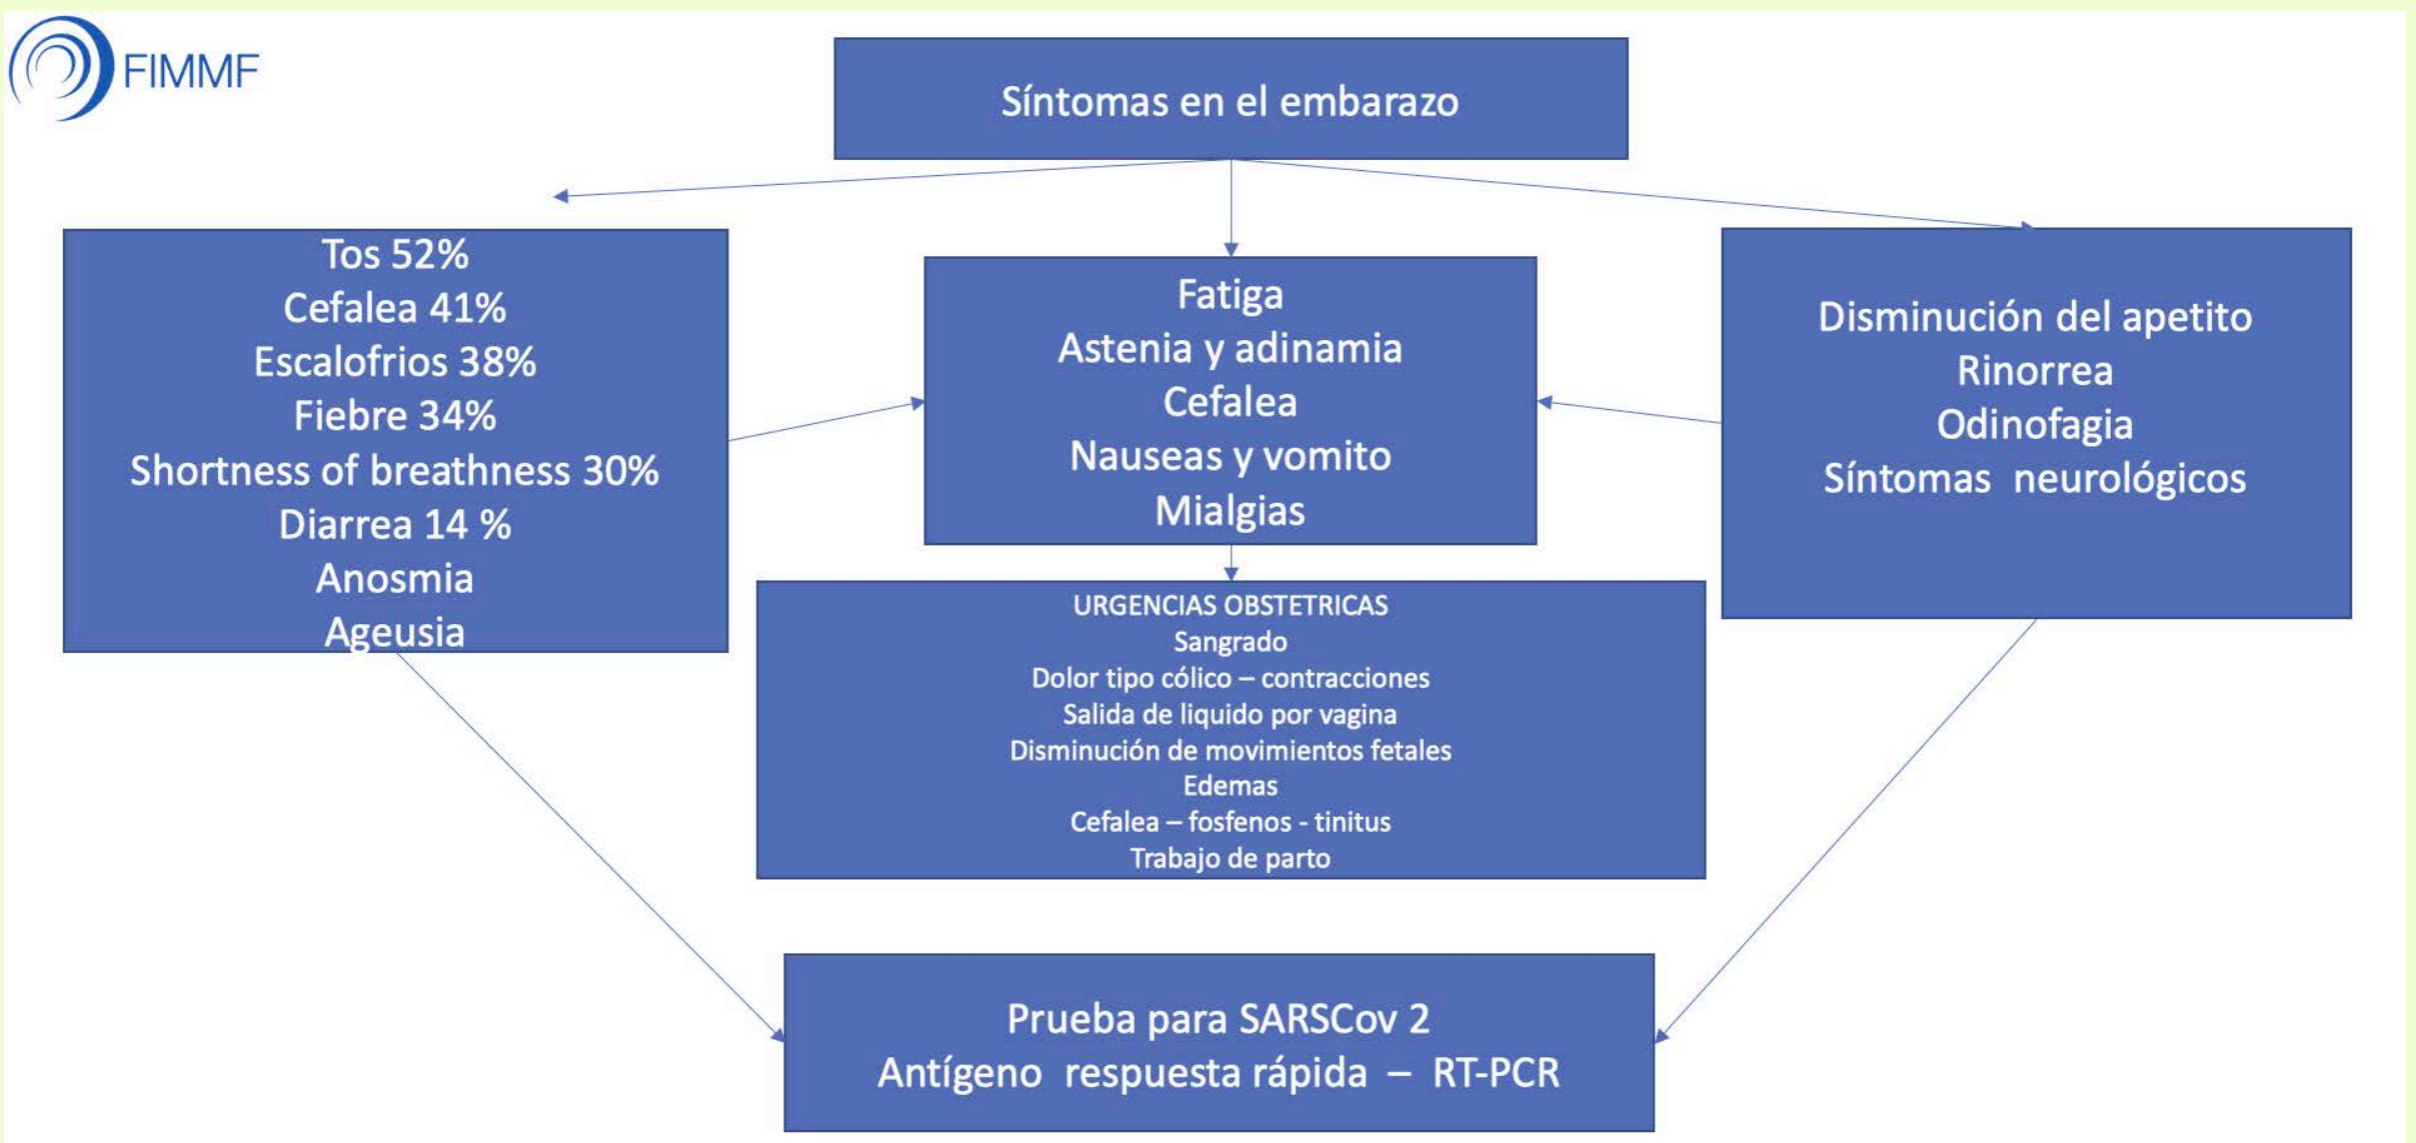 FIMMF
Síntomas en el embarazo
Tos 52%
Cefalea 41%
Escalofrios 38%
Fiebre 34%
Shortness of breathness 30%
Diarrea 14 %
Anosmia
Ageusia
Fatiga
Astenia y adinamia
Cefalea
Nauseas y vomito
Mialgias
Disminución del apetito
Rinorrea
Odinofagia
Síntomas neurológicos
URGENCIAS OBSTETRICAS
Sangrado
Dolor tipo cólico – contracciones
Salida de liquido por vagina
Disminución de movimientos fetales
Edemas
Cefalea – fosfenos - tinitus
Trabajo de parto
Prueba para SARSCov 2
Antígeno respuesta rápida – RT-PCR